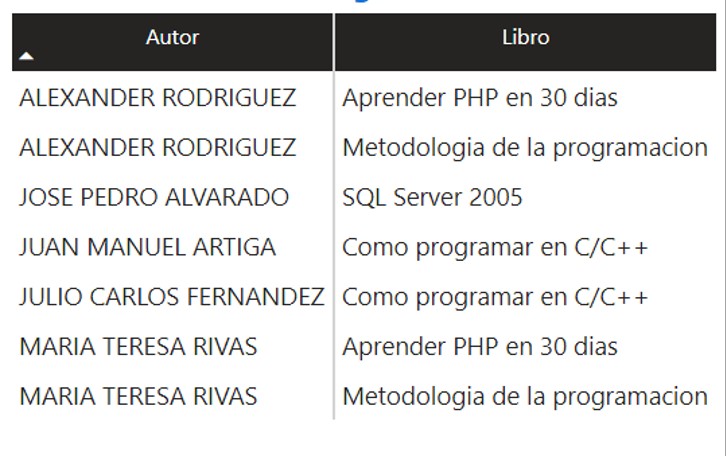 Autor Libro
ALEXANDER RODRIGUEZ Aprender PHP en 30 dias
ALEXANDER RODRIGUEZ Metodologia de la programacion
JOSE PEDRO ALVARADO SQL Server 2005
JUAN MANUEL ARTIGA Como programar en C/C++
JULIO CARLOS FERNANDEZ Como programar en C/C++
MARIA TERESA RIVAS Aprender PHP en 30 dias
MARIA TERESA RIVAS Metodologia de la programacion